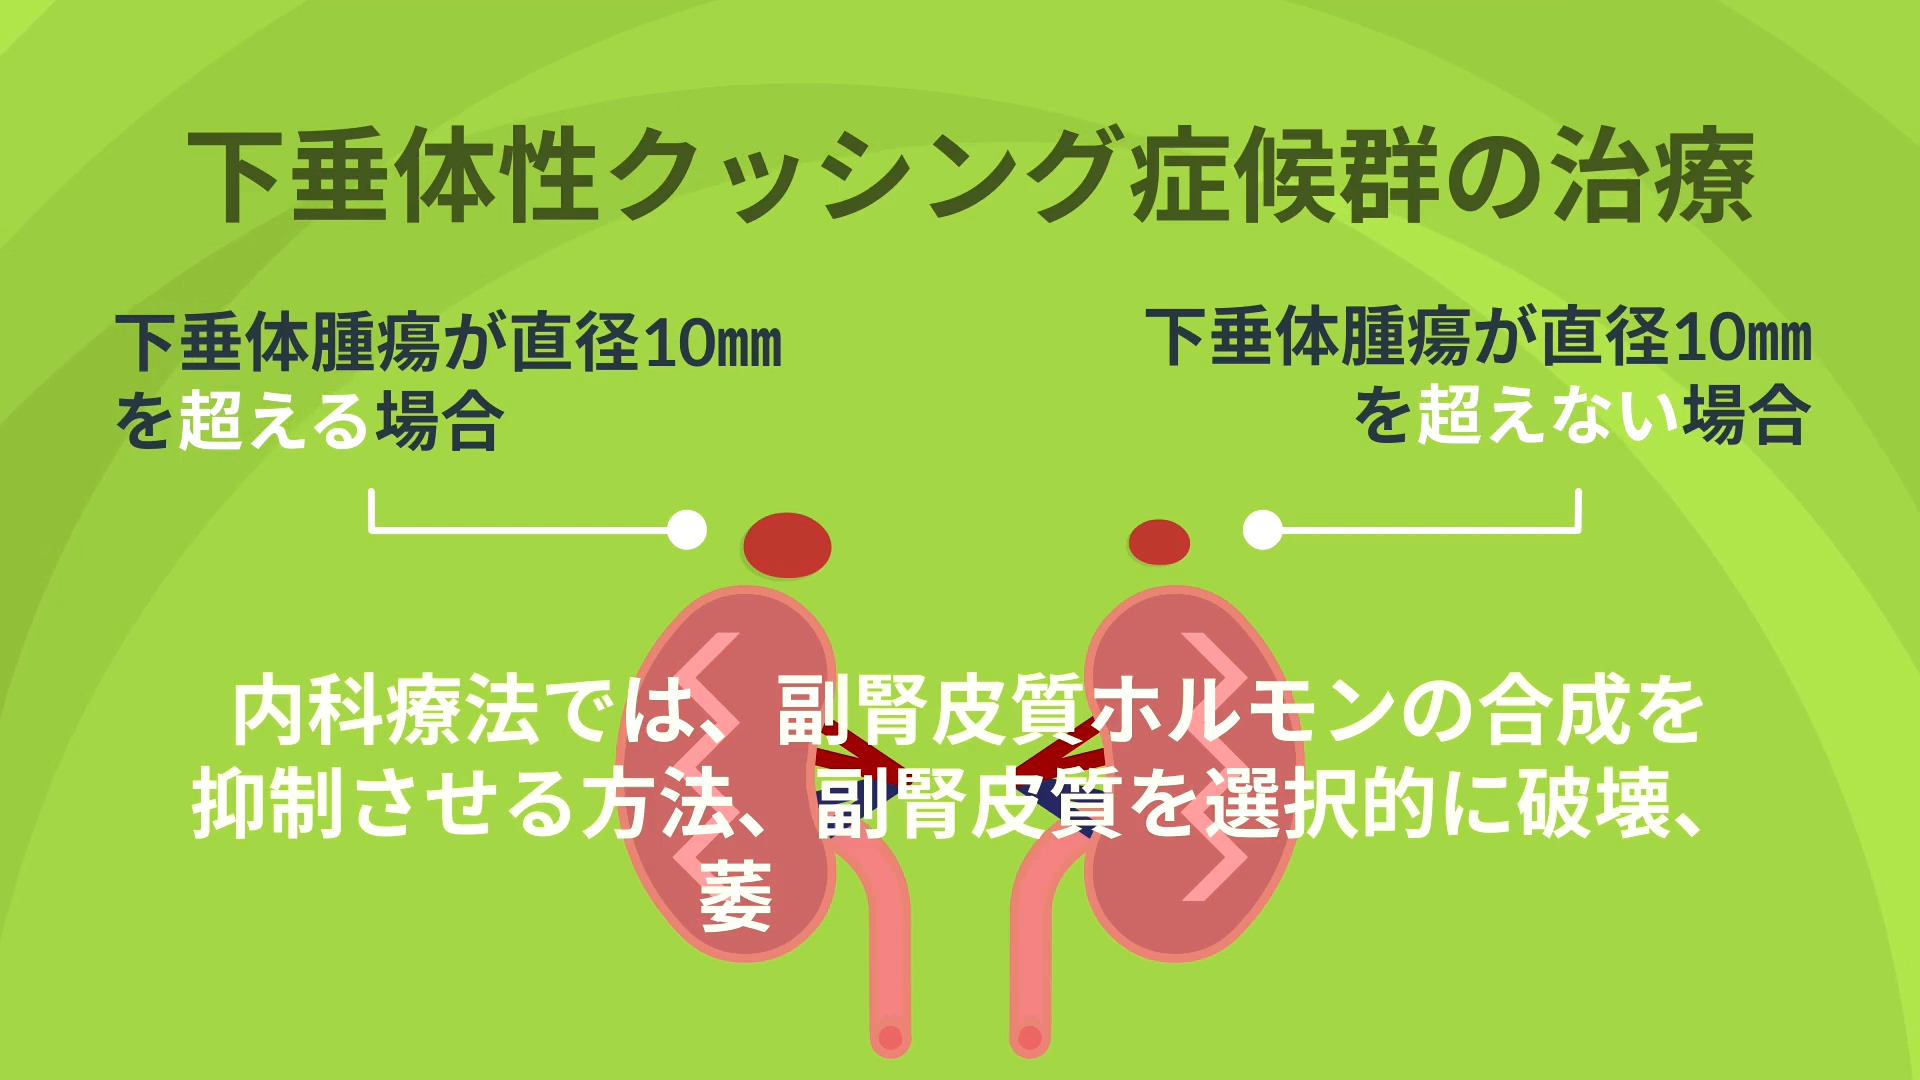 下垂体性クッシング症候群の治療
下垂体腫瘍が直径10mm
を超える場合
下垂体腫瘍が直径10mm
を超えない場合
内科療法では、副腎皮質ホルモンの合成を
抑制させる方法、副腎皮質を選択的に破壊、
萎